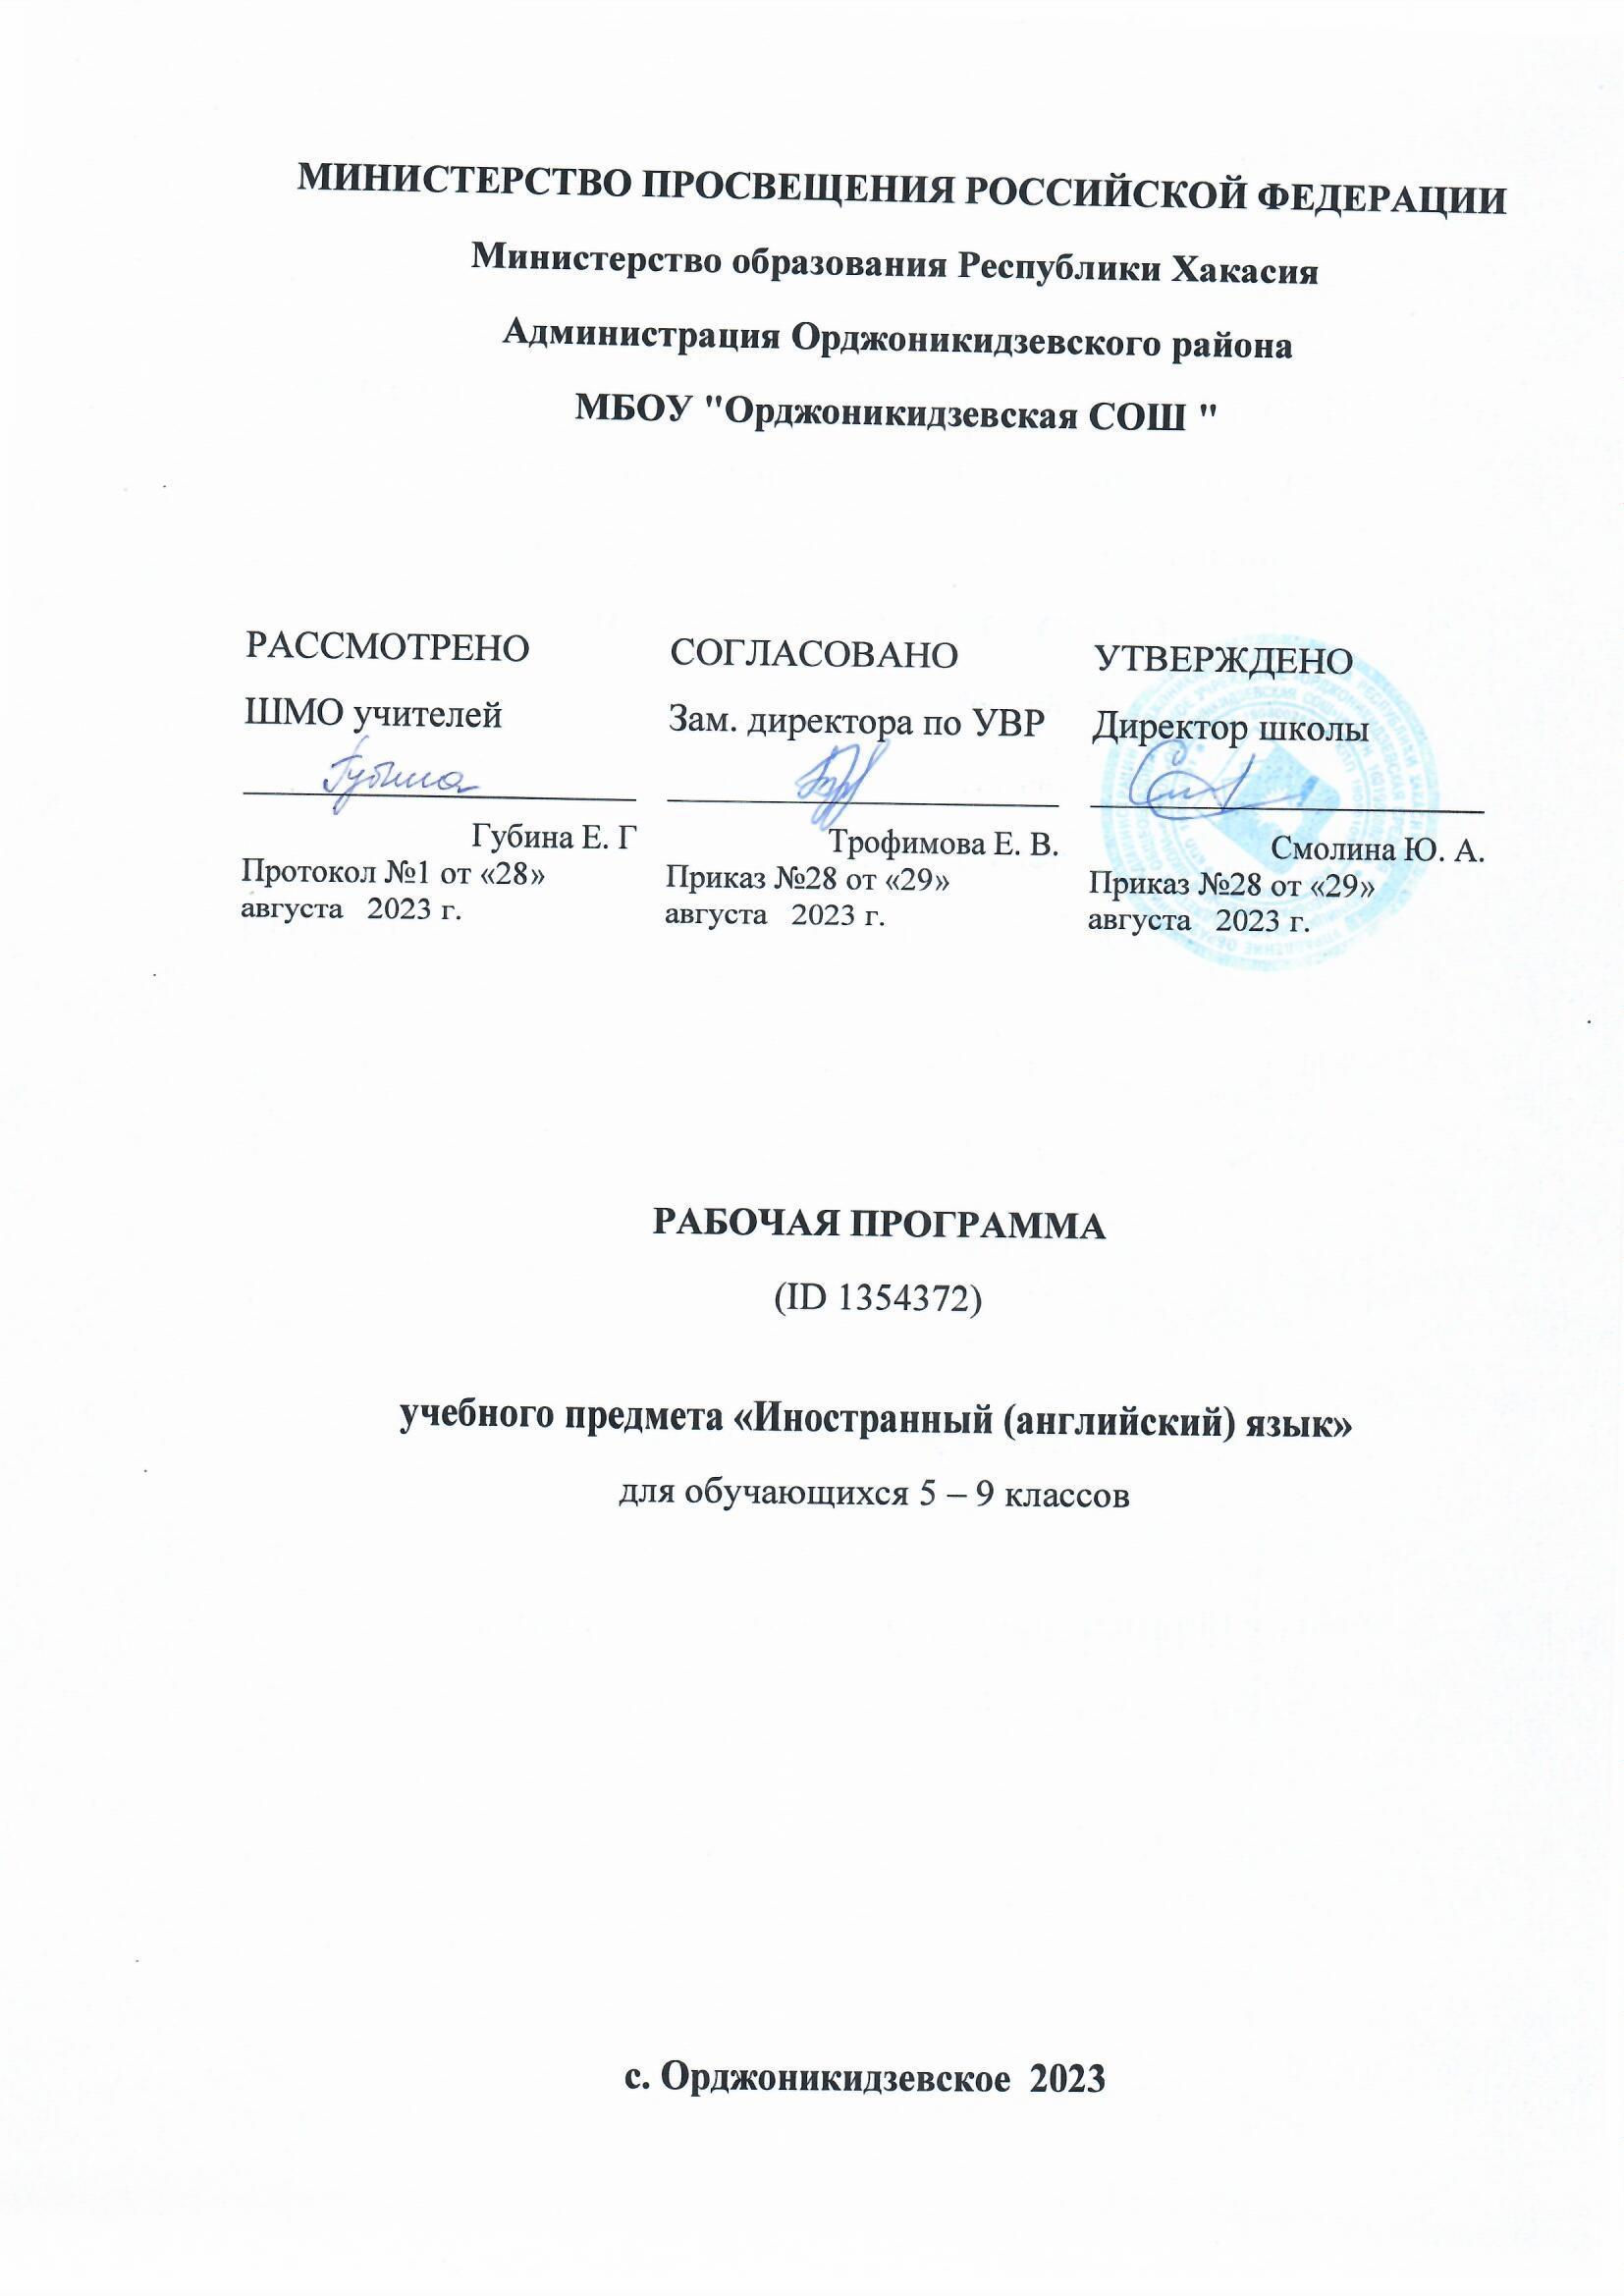 МИНИСТЕРСТВО ПРОСВЕЩЕНИЯ РОССИЙСКОЙ ФЕДЕРАЦИИ
Министерство образования Республики Хакасия
Администрация Орджоникидзевского района
МБОУ "Орджоникидзевская СОШ "
РАССМОТРЕНО
ШМО учителей
Губина
Губина Е. Г
Протокол №1 от «28»
августа 2023 г.
СОГЛАСОВАНО
Зам. директора по УВР
Трофимова Е. В.
Приказ №28 от «29»
августа 2023 г.
УТВЕРЖДЕНО
Директор школы
Смолина Ю. А.
Приказ №28 от «29»
августа 2023 г.
РАБОЧАЯ ПРОГРАММА
(ID 1354372)
учебного предмета «Иностранный (английский) язык»
для обучающихся 5 – 9 классов
с. Орджоникидзевское 2023